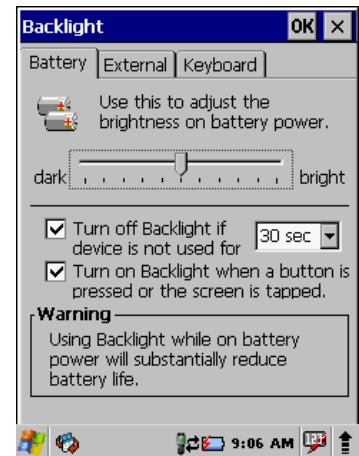 Backlight OK
Battery External Keyboard
Use this to adjust the
brightness on battery power.
dark bright
Turn off Backlight if
device is not used for 30 sec
Turn on Backlight when a button is
pressed or the screen is tapped.
Warning
Using Backlight while on battery
power will substantially reduce
battery life.
9:06 AM